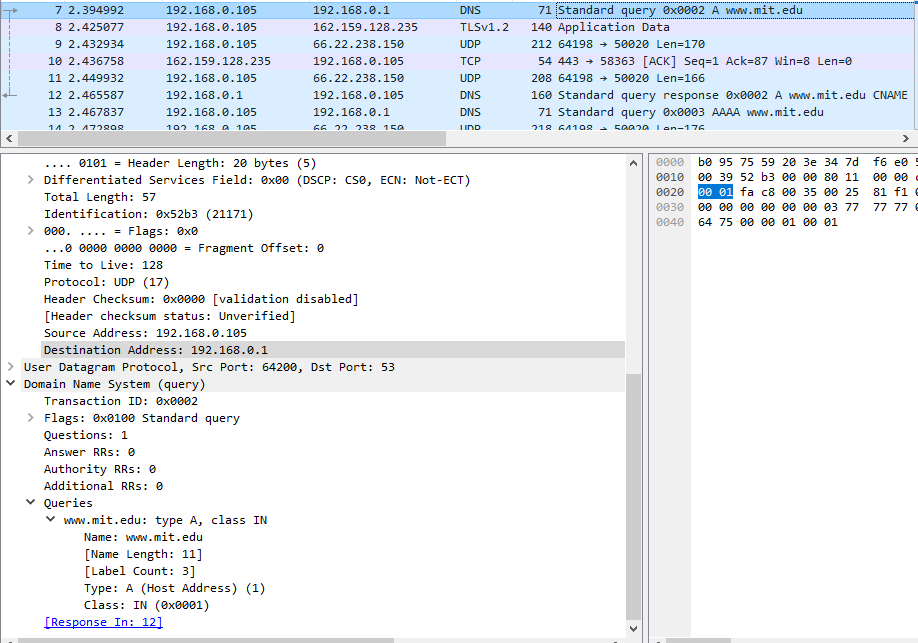 7 2.394992 192.168.0.105 192.168.0.1 DNS 71 Standard query 0x0002 A www.mit.edu
8 2.425077 192.168.0.105 162.159.128.235 TLSv1.2 140 Application Data
9 2.432934 192.168.0.105 66.22.238.150 UDP 212 64198 → 50020 Len=170
10 2.436758 162.159.128.235 192.168.0.105 TCP 54 443 → 58363 [ACK] Seq=1 Ack=87 Win=8 Len=0
11 2.449932 192.168.0.105 66.22.238.150 UDP 208 64198 → 50020 Len=166
12 2.465587 192.168.0.1 192.168.0.105 DNS 160 Standard query response 0x0002 A www.mit.edu CNAME
13 2.467837 192.168.0.105 192.168.0.1 DNS 71 Standard query 0x0003 AAAA www.mit.edu
14 2.472898 192.168.0.105 66.22.238.150 UDP 218 64198 → 50020 Len=176
.... 0101 = Header Length: 20 bytes (5)
Differentiated Services Field: 0x00 (DSCP: CS0, ECN: Not-ECT)
Total Length: 57
Identification: 0x52b3 (21171)
000. .... = Flags: 0x0
...0 0000 0000 0000 = Fragment Offset: 0
Time to Live: 128
Protocol: UDP (17)
Header Checksum: 0x0000 [validation disabled]
[Header checksum status: Unverified]
Source Address: 192.168.0.105
Destination Address: 192.168.0.1
User Datagram Protocol, Src Port: 64200, Dst Port: 53
Domain Name System (query)
Transaction ID: 0x0002
Flags: 0x0100 Standard query
Questions: 1
Answer RRs: 0
Authority RRs: 0
Additional RRs: 0
Queries
www.mit.edu: type A, class IN
Name: www.mit.edu
[Name Length: 11]
[Label Count: 3]
Type: A (Host Address) (1)
Class: IN (0x0001)
[Response In: 12]
0000 b0 95 75 59 20 3e 34 7d f6 e0
0010 00 39 52 b3 00 00 80 11 00 00
0020 00 01 fa c8 00 35 00 25 81 f1
0030 00 00 00 00 00 00 03 77 77 77
0040 64 75 00 00 01 00 01